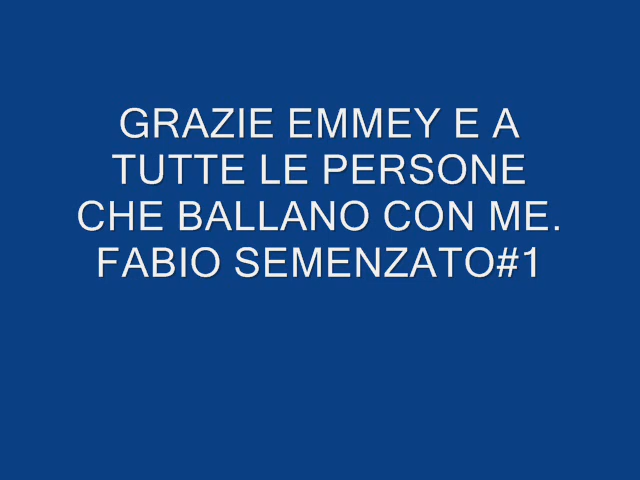 GRAZIE EMMEY E A
TUTTE LE PERSONE
CHE BALLANO CON ME.
FABIO SEMENZATO#1